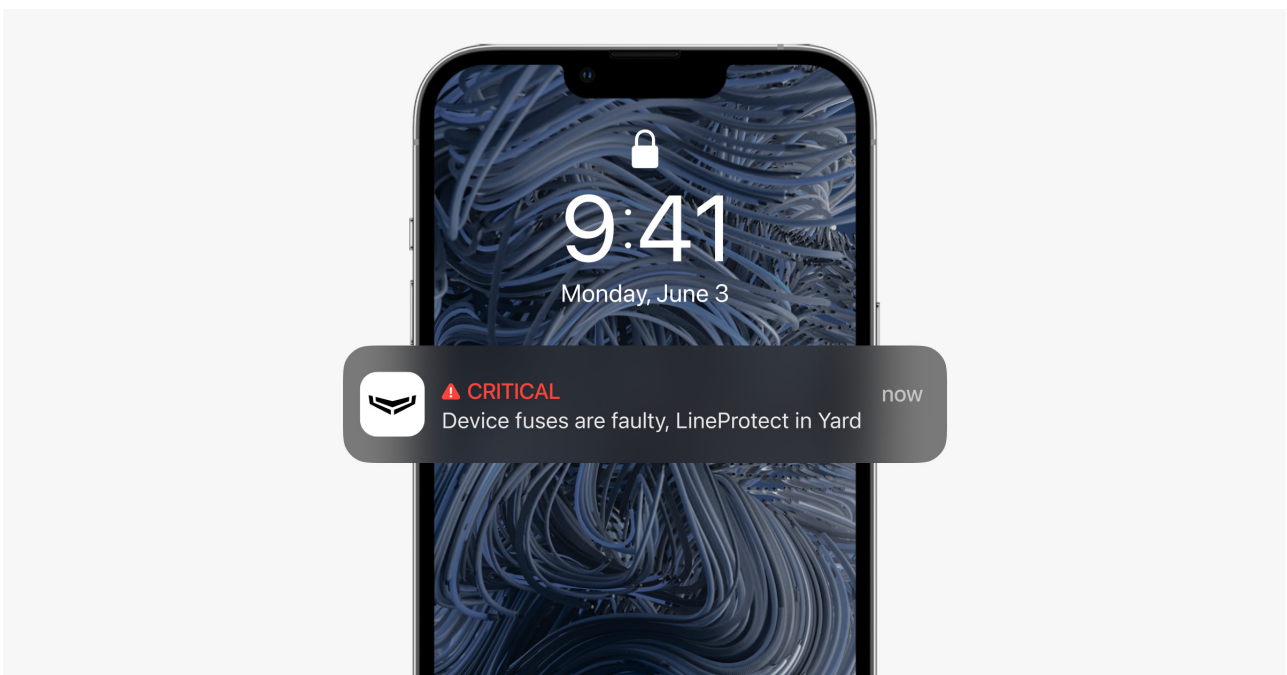 9:41
Monday, June 3
CRITICAL
now
Device fuses are faulty, LineProtect in Yard